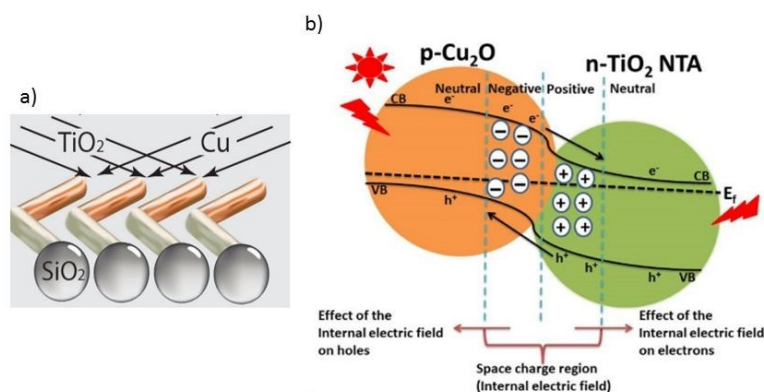 a)
TiO₂ Cu
SiO₂
b)
p-Cu₂O
n-TiO₂ NTA
Neutral Negative Positive Neutral
CB e⁻ e⁻ e⁻
− −
− −
− −
+ +
+ +
+ +
e⁻ CB
E_f
VB h⁺
h⁺ h⁺ h⁺ VB
Effect of the
Internal electric field
on holes
Effect of the
Internal electric field
on electrons
Space charge region
(Internal electric field)